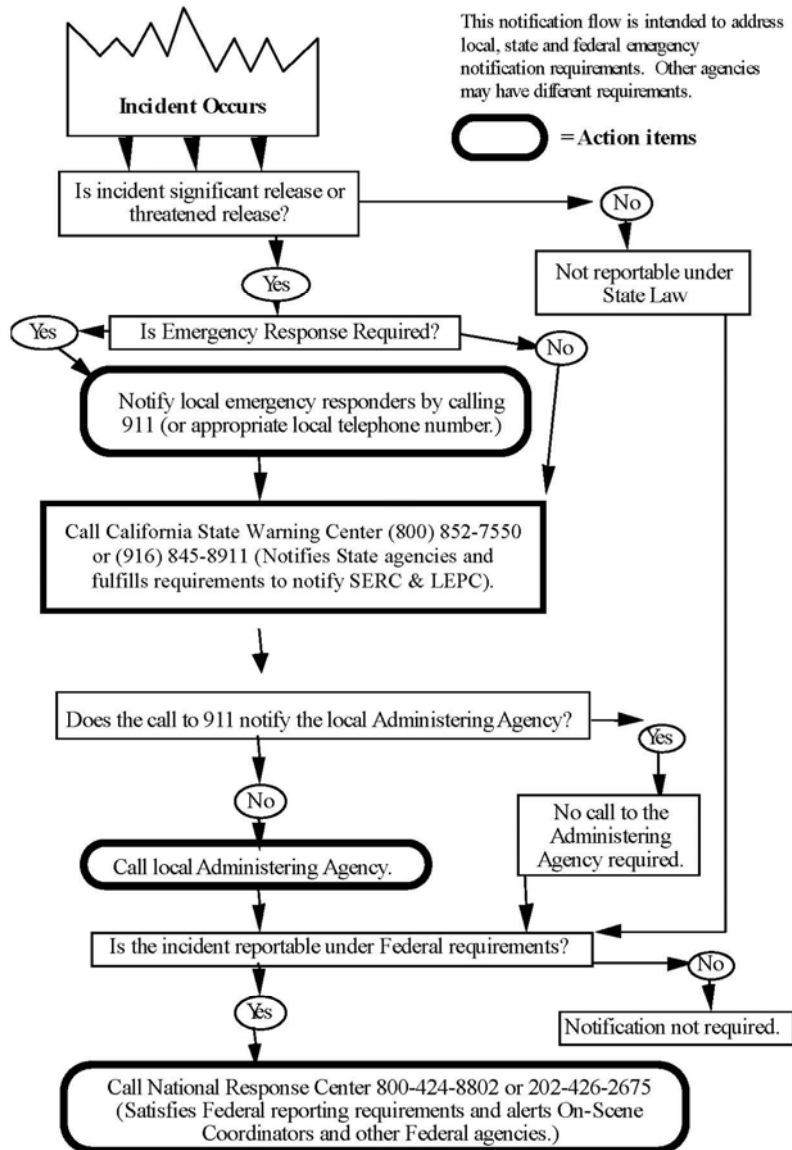 This notification flow is intended to address
local, state and federal emergency
notification requirements. Other agencies
may have different requirements.
Incident Occurs
= Action items
Is incident significant release or
threatened release?
No
Yes
Not reportable under
State Law
Yes
Is Emergency Response Required?
No
Notify local emergency responders by calling
911 (or appropriate local telephone number.)
Call California State Warning Center (800) 852-7550
or (916) 845-8911 (Notifies State agencies and
fulfills requirements to notify SERC & LEPC).
Does the call to 911 notify the local Administering Agency?
Yes
No
No call to the
Administering
Agency required.
Call local Administering Agency.
Is the incident reportable under Federal requirements?
No
Yes
Notification not required.
Call National Response Center 800-424-8802 or 202-426-2675
(Satisfies Federal reporting requirements and alerts On-Scene
Coordinators and other Federal agencies.)